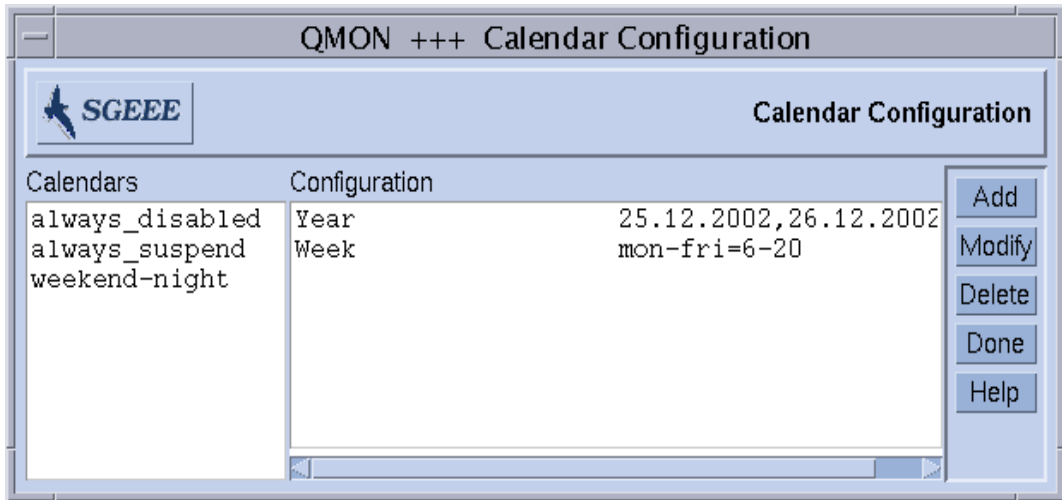 QMON +++ Calendar Configuration
SGEEE
Calendar Configuration
Calendars
Configuration
always_disabled
always_suspend
weekend-night
Year 25.12.2002,26.12.2002
Week mon-fri=6-20
Add
Modify
Delete
Done
Help